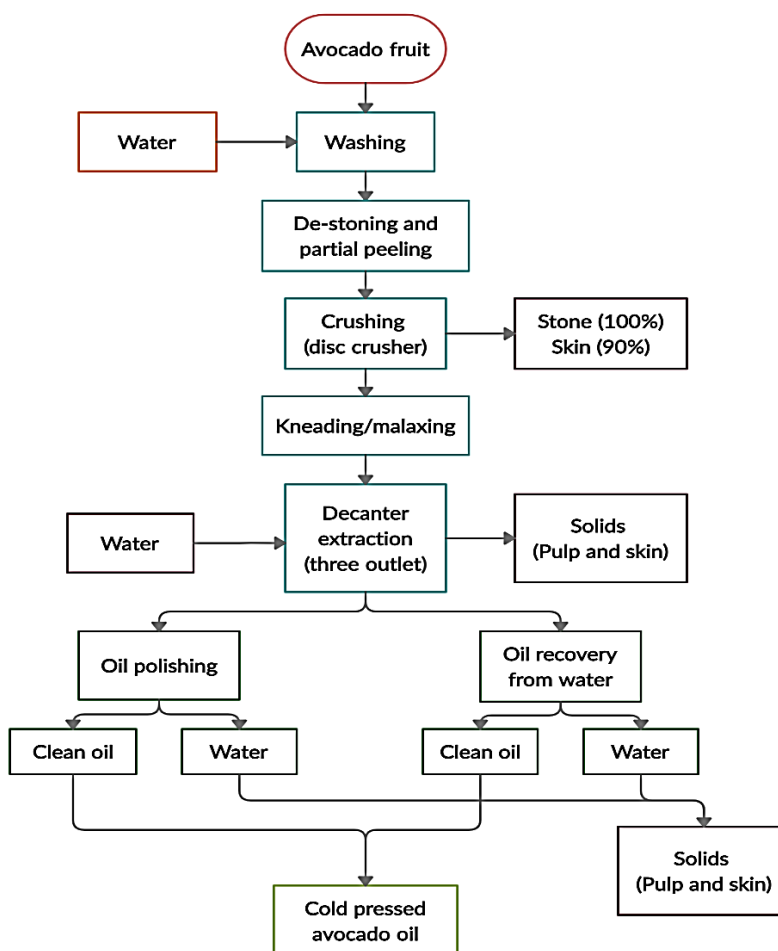 Avocado fruit
Water
Washing
De-stoning and
partial peeling
Crushing
(disc crusher)
Stone (100%)
Skin (90%)
Kneading/malaxing
Water
Decanter
extraction
(three outlet)
Solids
(Pulp and skin)
Oil polishing
Oil recovery
from water
Clean oil
Water
Clean oil
Water
Solids
(Pulp and skin)
Cold pressed
avocado oil